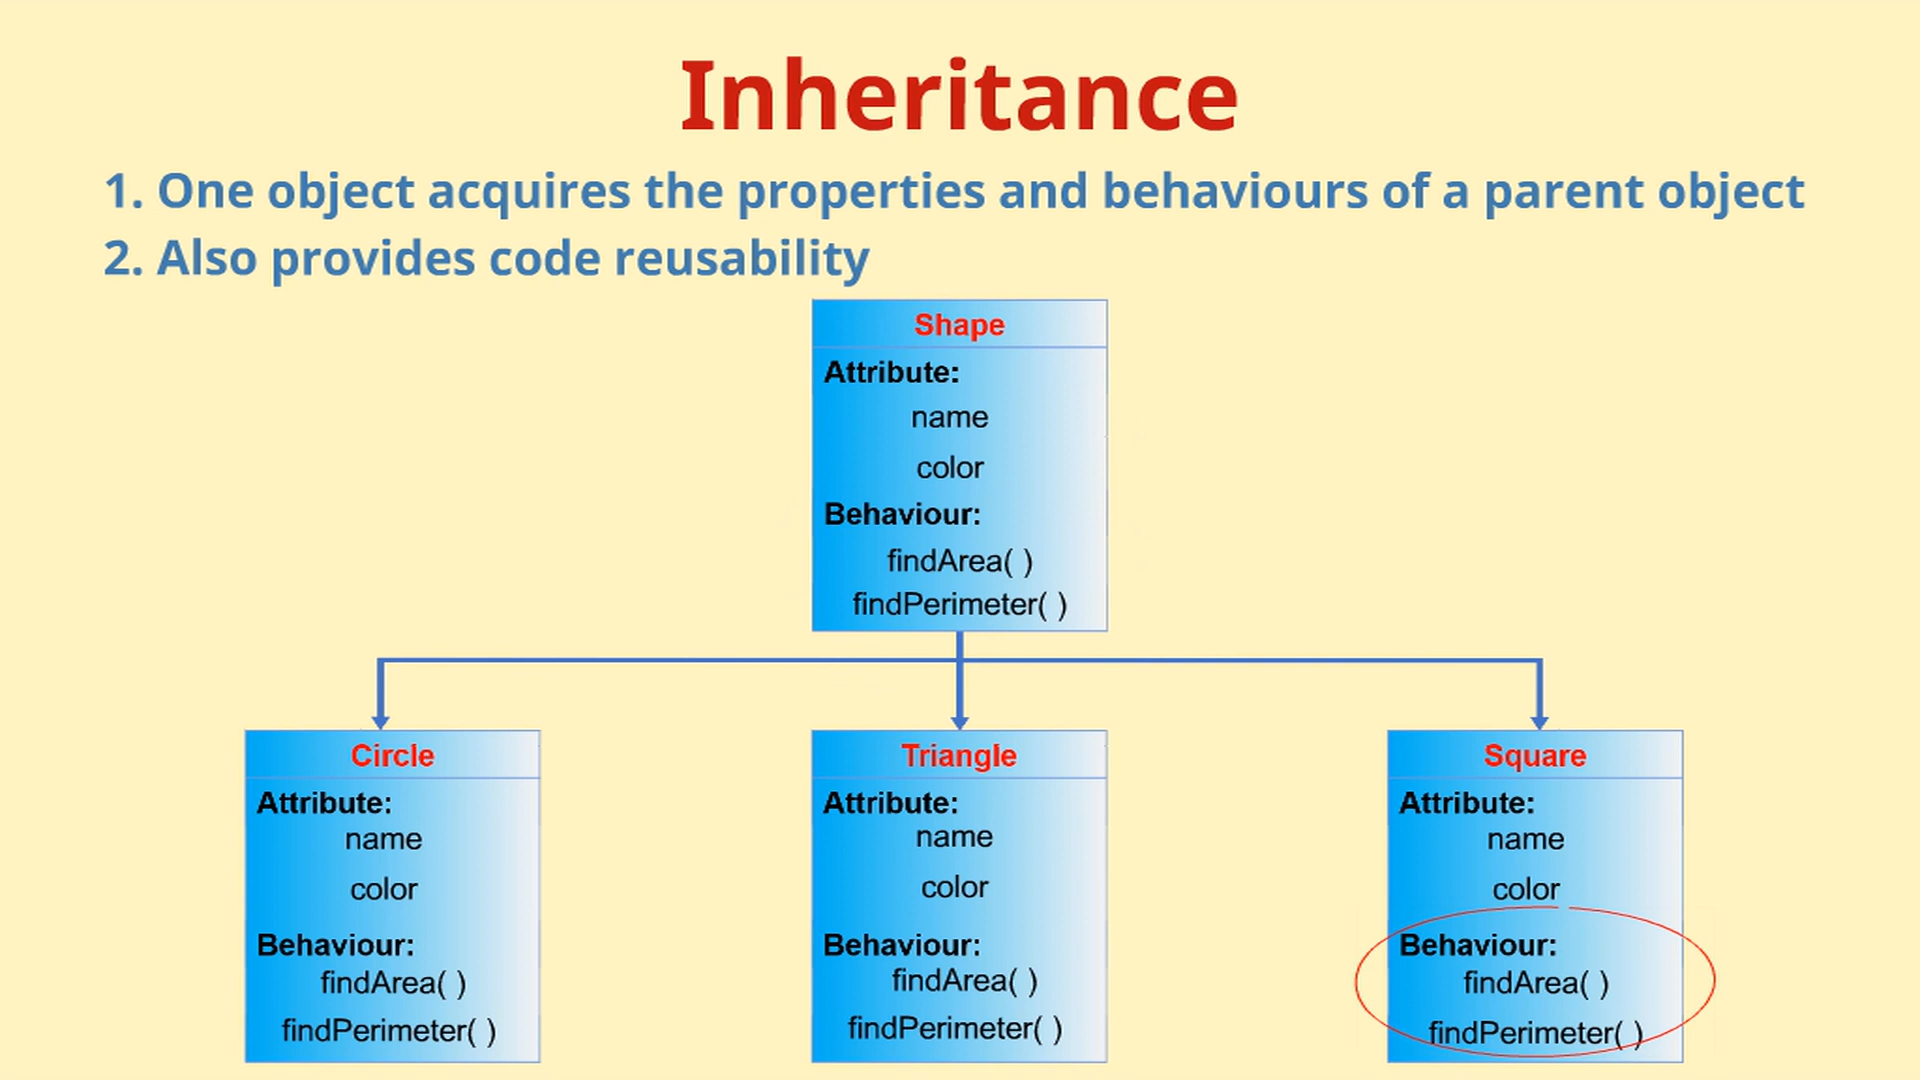 Inheritance
1. One object acquires the properties and behaviours of a parent object
2. Also provides code reusability
Shape
Attribute:
name
color
Behaviour:
findArea( )
findPerimeter( )
Circle
Attribute:
name
color
Behaviour:
findArea( )
findPerimeter( )
Triangle
Attribute:
name
color
Behaviour:
findArea( )
findPerimeter( )
Square
Attribute:
name
color
Behaviour:
findArea( )
findPerimeter( )